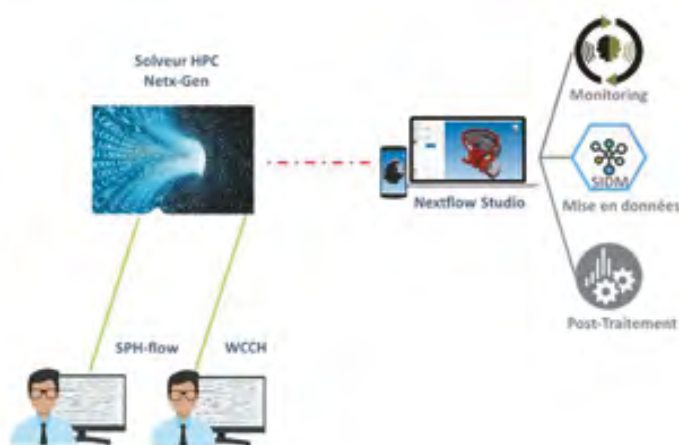 Solveur HPC
Netx-Gen
Monitoring
SIDM
Mise en données
Nextflow Studio
Post-Traitement
SPH-flow
WCCH